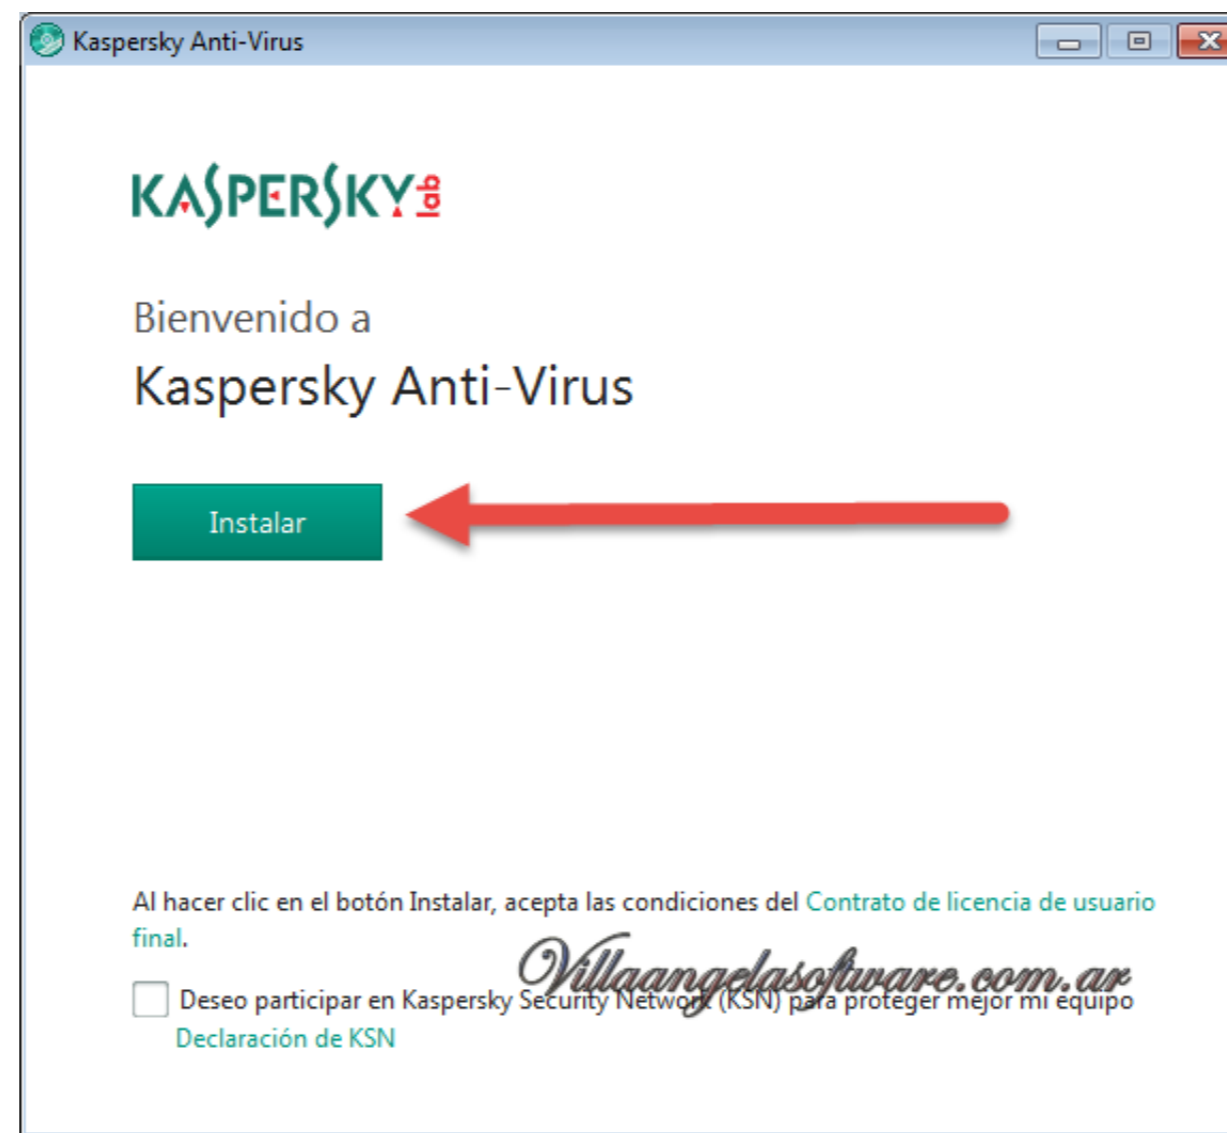 Kaspersky Anti-Virus
KASPERSKY lab
Bienvenido a
Kaspersky Anti-Virus
Instalar
Al hacer clic en el botón Instalar, acepta las condiciones del Contrato de licencia de usuario
final.
Villaangelasoftware.com.ar
Deseo participar en Kaspersky Security Network (KSN) para proteger mejor mi equipo
Declaración de KSN